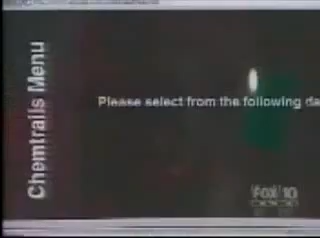 Chemtrails Menu
Please select from the following da
FOX 10